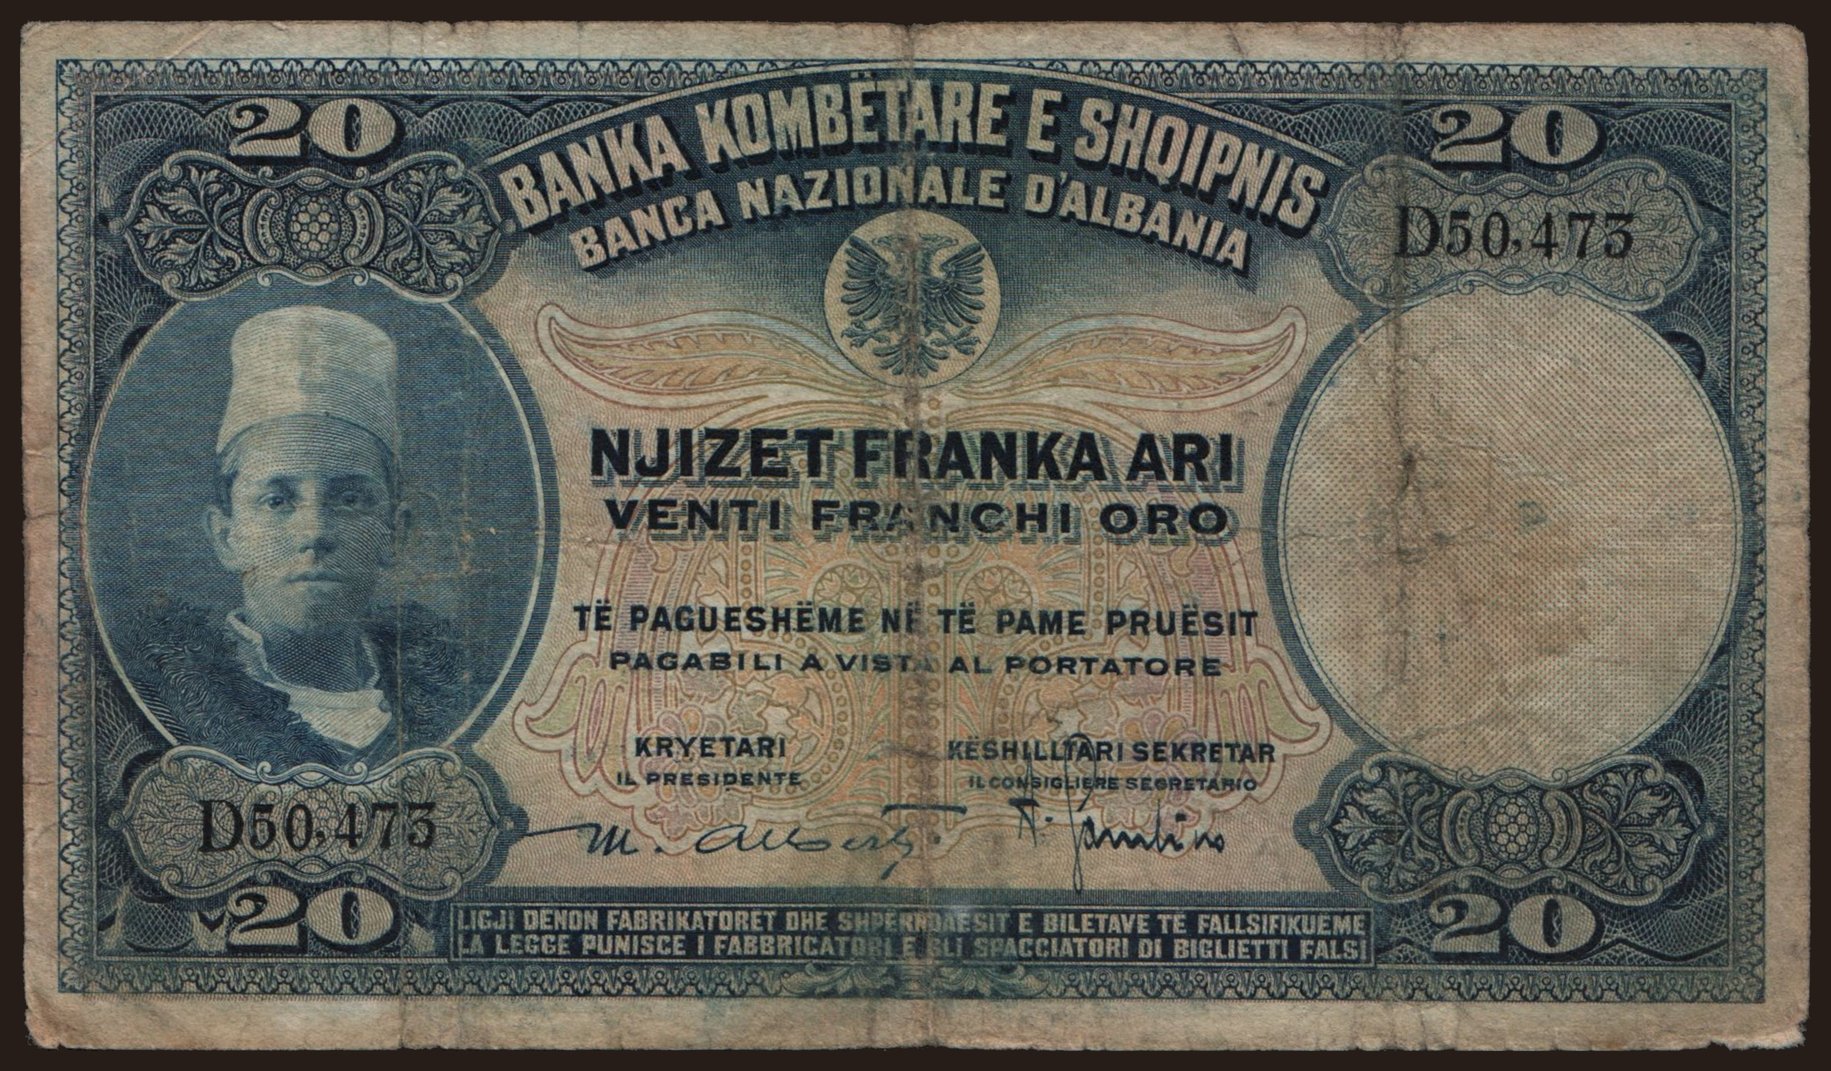 20
20
BANKA KOMBËTARE E SHQIPNIS
BANCA NAZIONALE D'ALBANIA
D50,473
NJIZET FRANKA ARI
VENTI FRANCHI ORO
TË PAGUESHËME NË TË PAME PRUËSIT
PAGABILI A VISTA AL PORTATORE
KRYETARI
KËSHILLTARI SEKRETAR
IL PRESIDENTE
IL CONSIGLIERE SEGRETARIO
D50,473
M. Alberti
20
20
LIGJI DËNON FABRIKATORËT DHE SHPËRNDAËSIT E BILETAVE TË FALLSIFIKUEME
LA LEGGE PUNISCE I FABBRICATORI E GLI SPACCIATORI DI BIGLIETTI FALSI